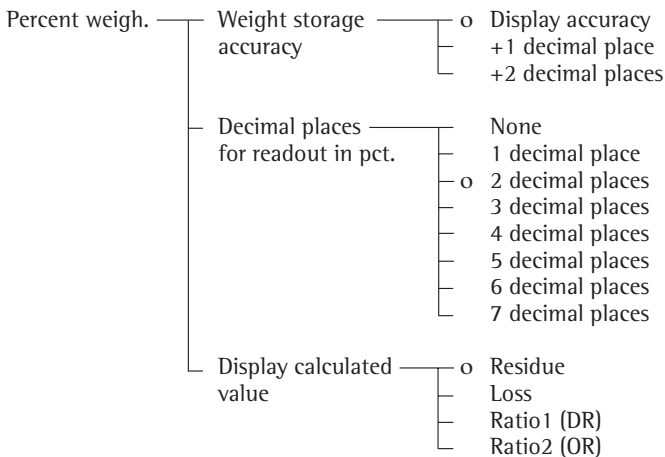 Percent weigh.
Weight storage
accuracy
o Display accuracy
+1 decimal place
+2 decimal places
Decimal places
for readout in pct.
None
1 decimal place
o 2 decimal places
3 decimal places
4 decimal places
5 decimal places
6 decimal places
7 decimal places
Display calculated
value
o Residue
Loss
Ratio1 (DR)
Ratio2 (OR)